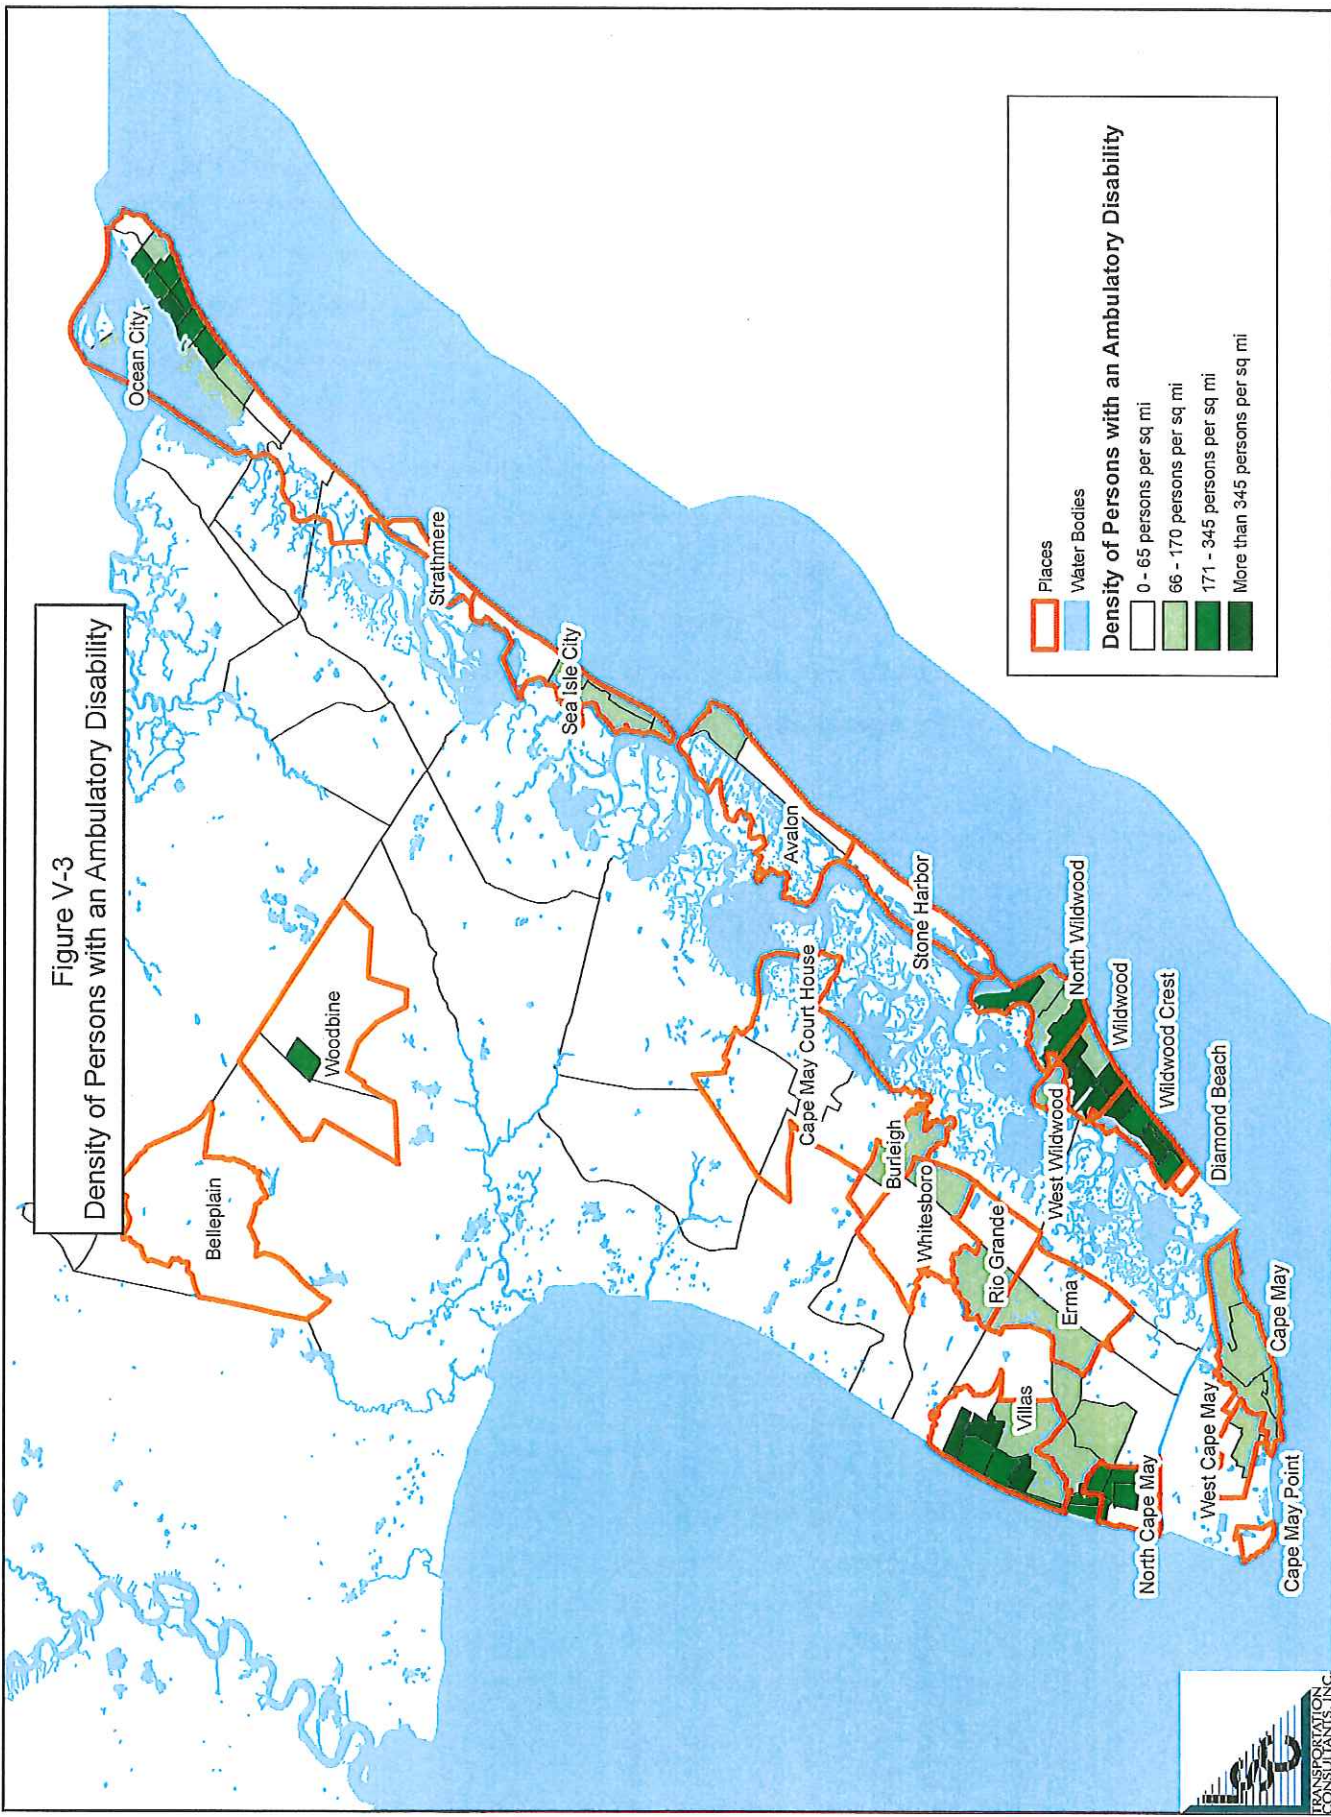 Figure V-3
Density of Persons with an Ambulatory Disability
Ocean City
Strathmere
Sea Isle City
Belleplain
Woodbine
Avalon
Stone Harbor
Cape May Court House
Burleigh
Whitesboro
North Wildwood
Wildwood
West Wildwood
Wildwood Crest
Diamond Beach
Rio Grande
Erma
Villas
North Cape May
West Cape May
Cape May
Cape May Point
Places
Water Bodies
Density of Persons with an Ambulatory Disability
0 - 65 persons per sq mi
66 - 170 persons per sq mi
171 - 345 persons per sq mi
More than 345 persons per sq mi
LSC
TRANSPORTATION
CONSULTANTS, INC.